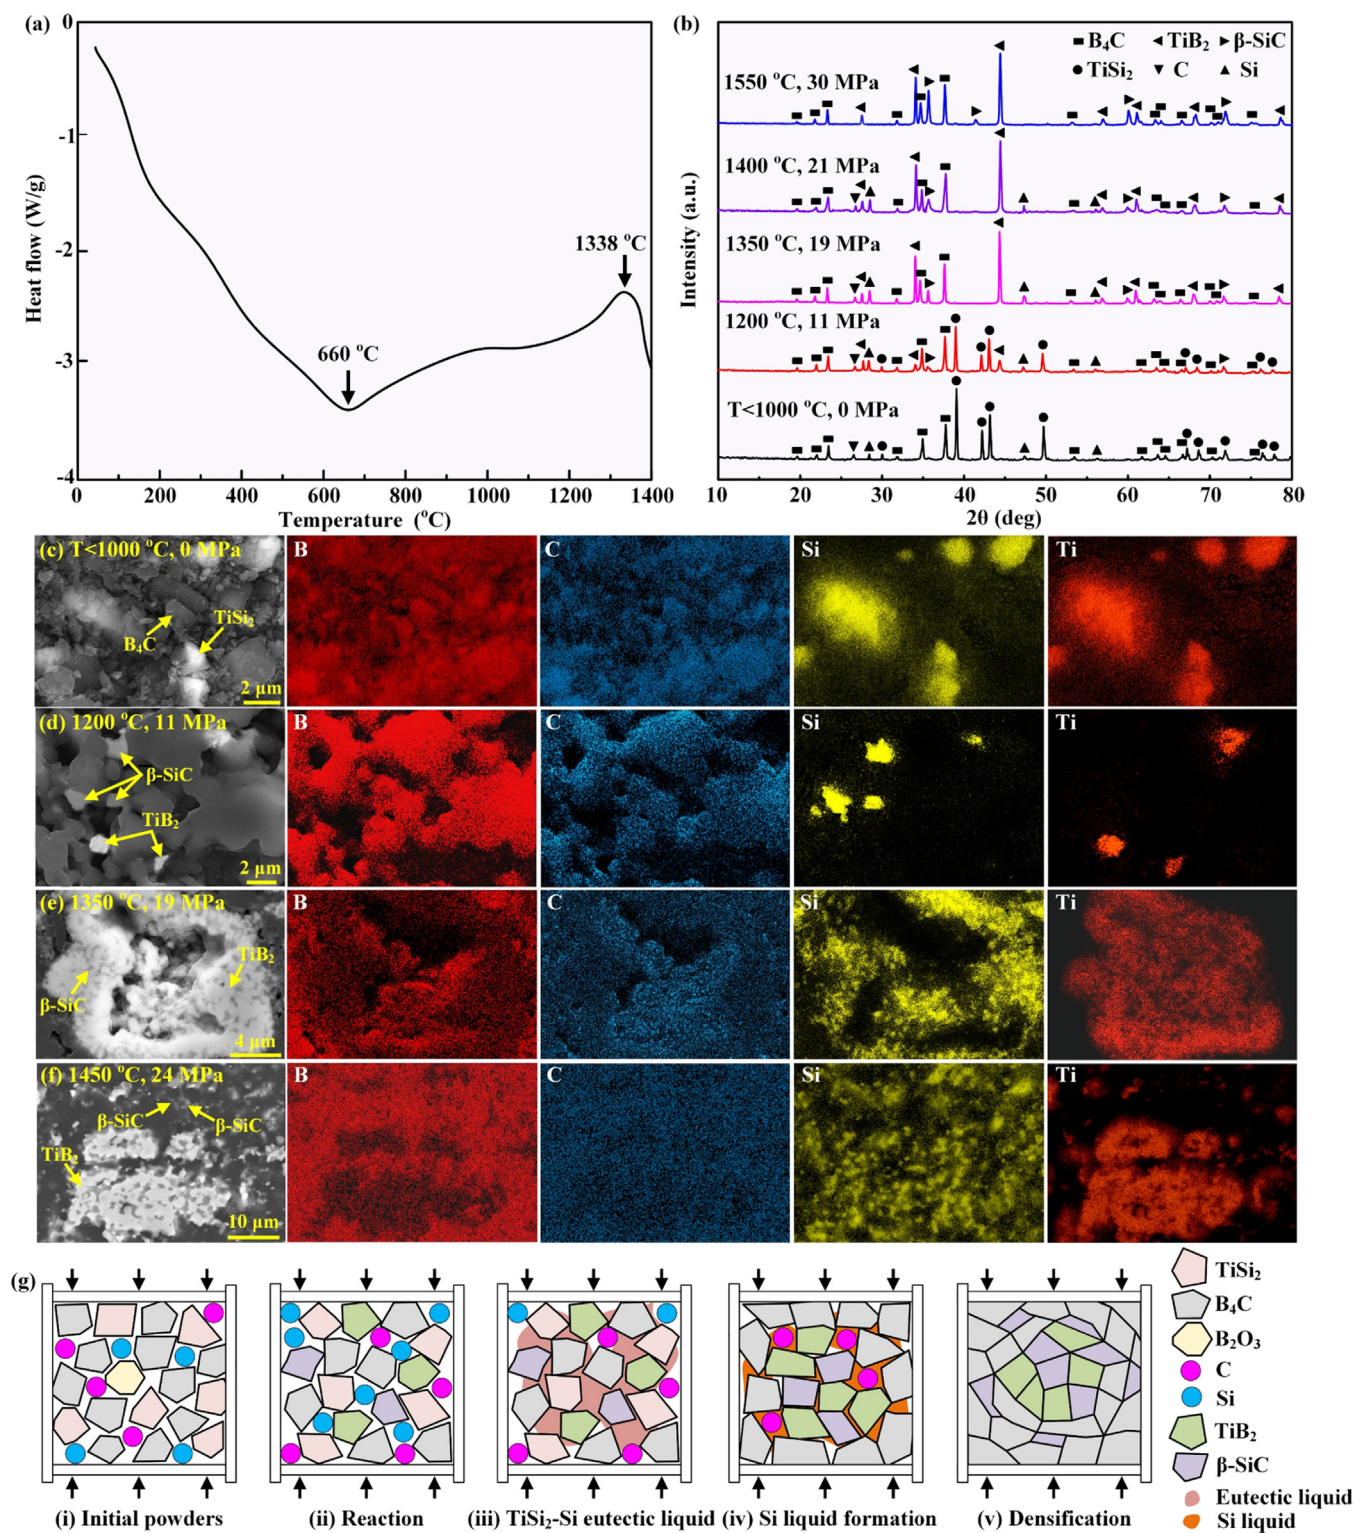 (a)
0
-1
-2
-3
-4
Heat flow (W/g)
1338 °C
660 °C
0 200 400 600 800 1000 1200 1400
Temperature (°C)
(b)
B₄C TiB₂ β-SiC
TiSi₂ C Si
1550 °C, 30 MPa
1400 °C, 21 MPa
1350 °C, 19 MPa
1200 °C, 11 MPa
T<1000 °C, 0 MPa
Intensity (a.u.)
10 20 30 40 50 60 70 80
2θ (deg)
(c) T<1000 °C, 0 MPa
TiSi₂
B₄C
2 μm
B
C
Si
Ti
(d) 1200 °C, 11 MPa
β-SiC
TiB₂
2 μm
B
C
Si
Ti
(e) 1350 °C, 19 MPa
TiB₂
β-SiC
4 μm
B
C
Si
Ti
(f) 1450 °C, 24 MPa
β-SiC
β-SiC
TiB₂
10 μm
B
C
Si
Ti
(g)
TiSi₂
B₄C
B₂O₃
C
Si
TiB₂
β-SiC
Eutectic liquid
Si liquid
(i) Initial powders
(ii) Reaction
(iii) TiSi₂-Si eutectic liquid
(iv) Si liquid formation
(v) Densification